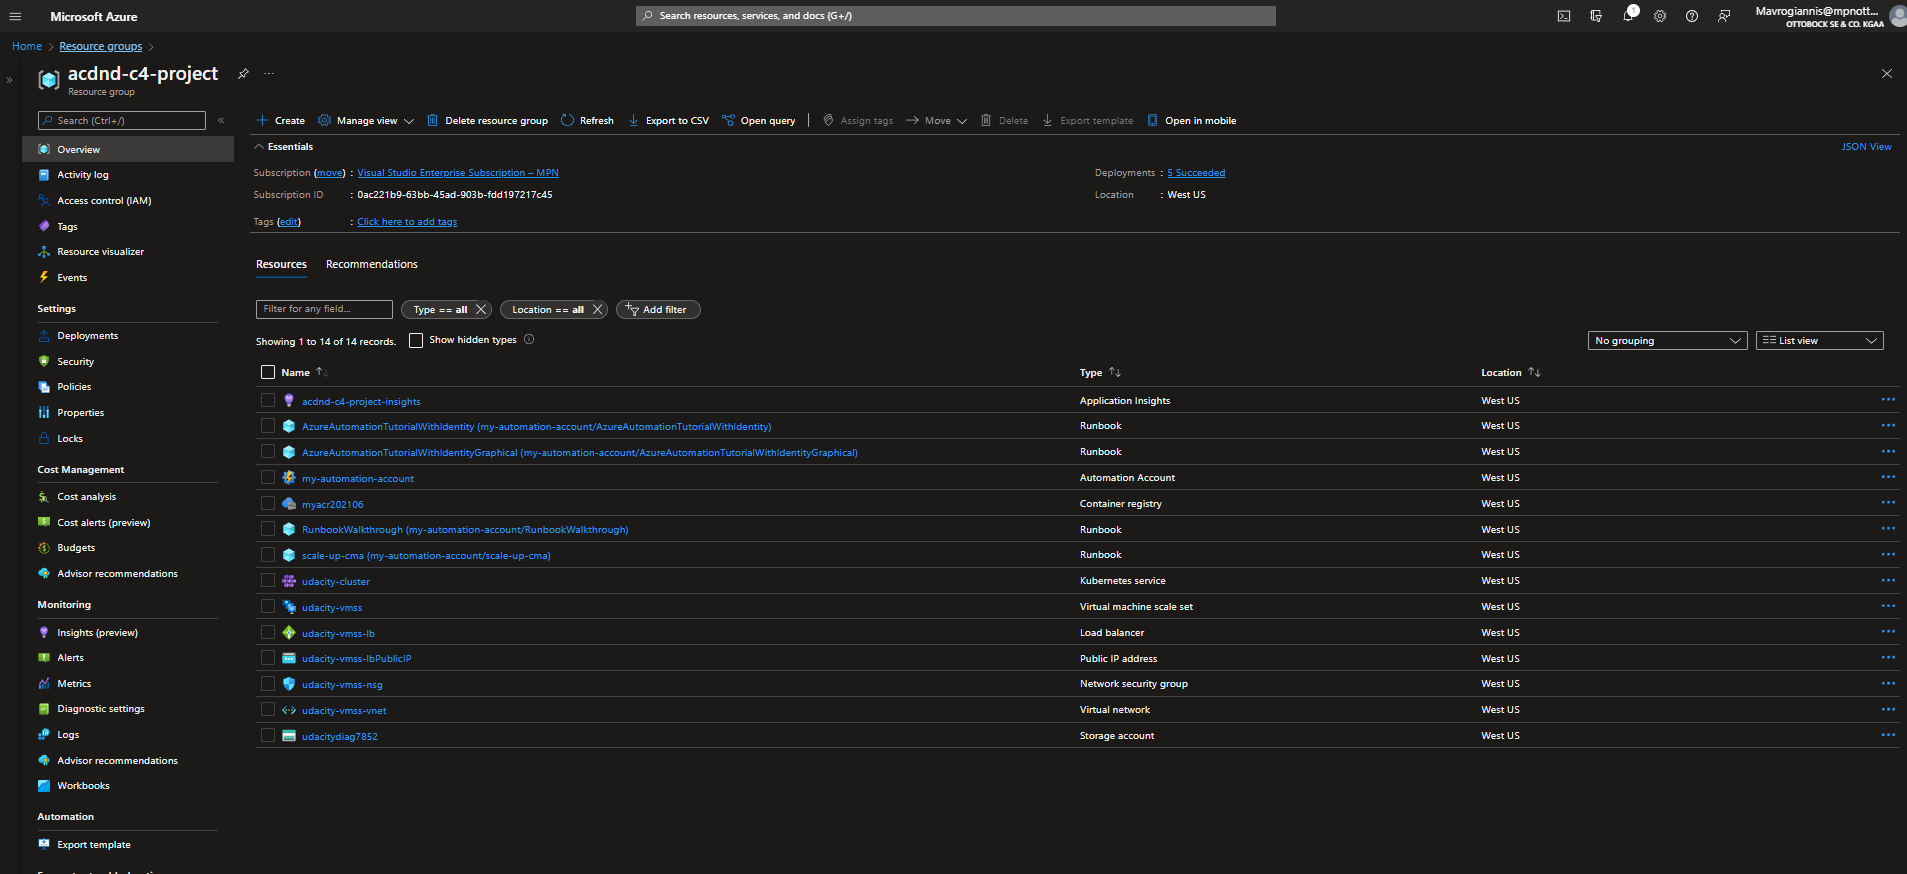 Microsoft Azure
Search resources, services, and docs (G+/)
1
Mavrogiannis@mpnott...
OTTOBOCK SE & CO. KGAA
Home > Resource groups >
acdnd-c4-project
Resource group
Search (Ctrl+/)
Overview
Activity log
Access control (IAM)
Tags
Resource visualizer
Events
Settings
Deployments
Security
Policies
Properties
Locks
Cost Management
Cost analysis
Cost alerts (preview)
Budgets
Advisor recommendations
Monitoring
Insights (preview)
Alerts
Metrics
Diagnostic settings
Logs
Advisor recommendations
Workbooks
Automation
Export template
Create Manage view Delete resource group Refresh Export to CSV Open query Assign tags Move Delete Export template Open in mobile
Essentials
JSON View
Subscription (move) : Visual Studio Enterprise Subscription – MPN
Subscription ID : 0ac221b9-63bb-45ad-903b-fdd197217c45
Tags (edit) : Click here to add tags
Deployments : 5 Succeeded
Location : West US
Resources Recommendations
Filter for any field... Type == all Location == all Add filter
Showing 1 to 14 of 14 records. Show hidden types
No grouping List view
Name Type Location
acdnd-c4-project-insights Application Insights West US
AzureAutomationTutorialWithIdentity (my-automation-account/AzureAutomationTutorialWithIdentity) Runbook West US
AzureAutomationTutorialWithIdentityGraphical (my-automation-account/AzureAutomationTutorialWithIdentityGraphical) Runbook West US
my-automation-account Automation Account West US
myacr202106 Container registry West US
RunbookWalkthrough (my-automation-account/RunbookWalkthrough) Runbook West US
scale-up-cma (my-automation-account/scale-up-cma) Runbook West US
udacity-cluster Kubernetes service West US
udacity-vmss Virtual machine scale set West US
udacity-vmss-lb Load balancer West US
udacity-vmss-lbPublicIP Public IP address West US
udacity-vmss-nsg Network security group West US
udacity-vmss-vnet Virtual network West US
udacitydiag7852 Storage account West US